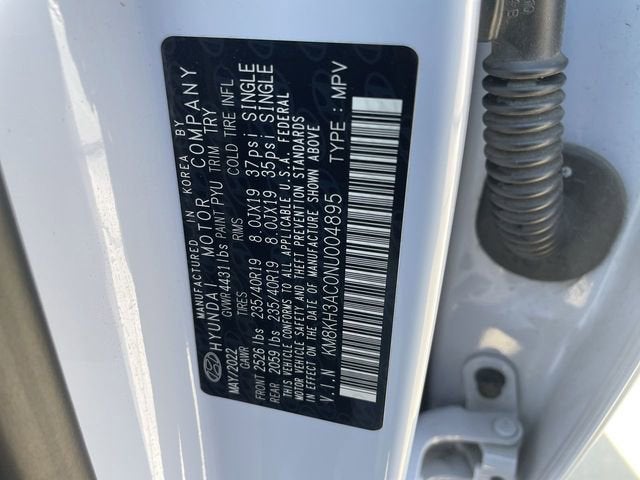 MANUFACTURED IN KOREA BY
HYUNDAI MOTOR COMPANY
MAY/2022 GVWR 4431lbs PAINT PYU TRIM TRY
GAWR TIRES RIMS COLD TIRE INFL
FRONT 2526 lbs 235/40R19 8.0JX19 37psi SINGLE
REAR 2059 lbs 235/40R19 8.0JX19 35psi SINGLE
THIS VEHICLE CONFORMS TO ALL APPLICABLE U.S.A. FEDERAL
MOTOR VEHICLE SAFETY AND THEFT PREVENTION STANDARDS
IN EFFECT ON THE DATE OF MANUFACTURE SHOWN ABOVE
V.I.N KM8KH3AC0NU004895 TYPE : MPV